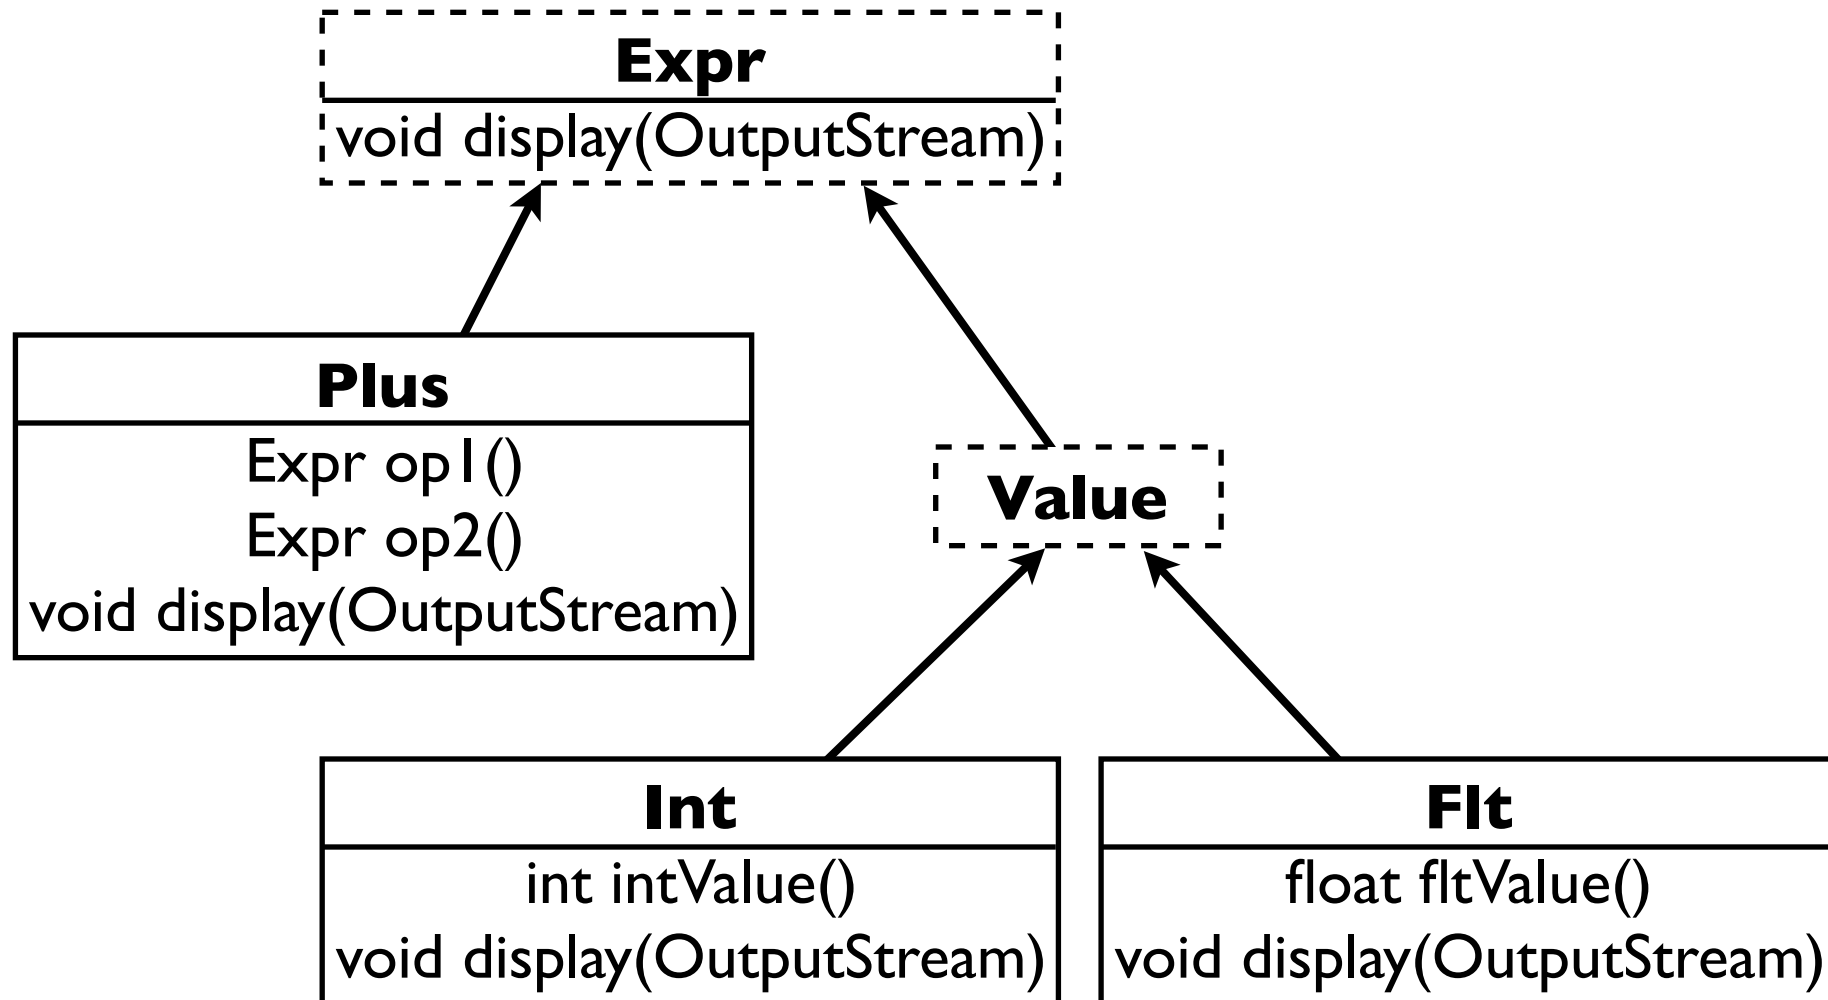 Expr
void display(OutputStream)
Plus
Expr op1()
Expr op2()
void display(OutputStream)
Value
Int
int intValue()
void display(OutputStream)
Flt
float fltValue()
void display(OutputStream)